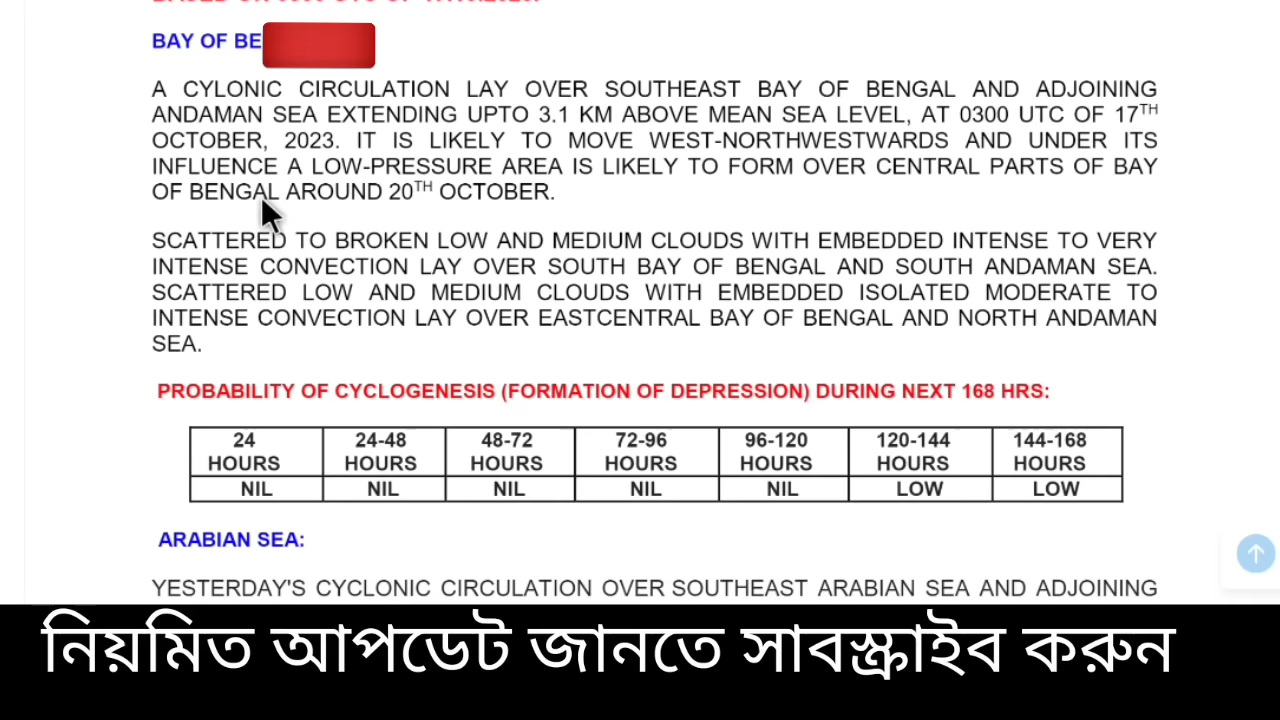 BAY OF BE
A CYLONIC CIRCULATION LAY OVER SOUTHEAST BAY OF BENGAL AND ADJOINING
ANDAMAN SEA EXTENDING UPTO 3.1 KM ABOVE MEAN SEA LEVEL, AT 0300 UTC OF 17TH
OCTOBER, 2023. IT IS LIKELY TO MOVE WEST-NORTHWESTWARDS AND UNDER ITS
INFLUENCE A LOW-PRESSURE AREA IS LIKELY TO FORM OVER CENTRAL PARTS OF BAY
OF BENGAL AROUND 20TH OCTOBER.
SCATTERED TO BROKEN LOW AND MEDIUM CLOUDS WITH EMBEDDED INTENSE TO VERY
INTENSE CONVECTION LAY OVER SOUTH BAY OF BENGAL AND SOUTH ANDAMAN SEA.
SCATTERED LOW AND MEDIUM CLOUDS WITH EMBEDDED ISOLATED MODERATE TO
INTENSE CONVECTION LAY OVER EASTCENTRAL BAY OF BENGAL AND NORTH ANDAMAN
SEA.
PROBABILITY OF CYCLOGENESIS (FORMATION OF DEPRESSION) DURING NEXT 168 HRS:
24 24-48 48-72 72-96 96-120 120-144 144-168
HOURS HOURS HOURS HOURS HOURS HOURS HOURS
NIL NIL NIL NIL NIL LOW LOW
ARABIAN SEA:
YESTERDAY'S CYCLONIC CIRCULATION OVER SOUTHEAST ARABIAN SEA AND ADJOINING
নিয়মিত আপডেট জানতে সাবস্ক্রাইব করুন